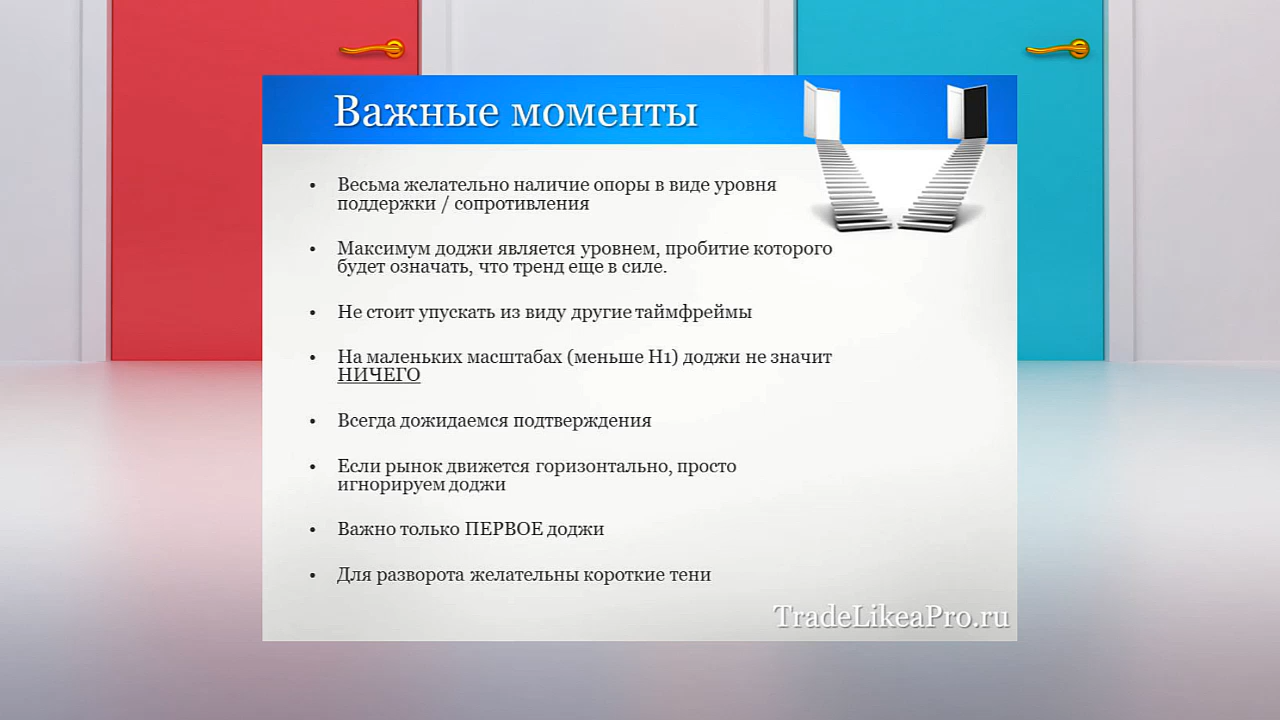 Важные моменты
• Весьма желательно наличие опоры в виде уровня
поддержки / сопротивления
• Максимум доджи является уровнем, пробитие которого
будет означать, что тренд еще в силе.
• Не стоит упускать из виду другие таймфреймы
• На маленьких масштабах (меньше H1) доджи не значит
НИЧЕГО
• Всегда дожидаемся подтверждения
• Если рынок движется горизонтально, просто
игнорируем доджи
• Важно только ПЕРВОЕ доджи
• Для разворота желательны короткие тени
TradeLikeaPro.ru